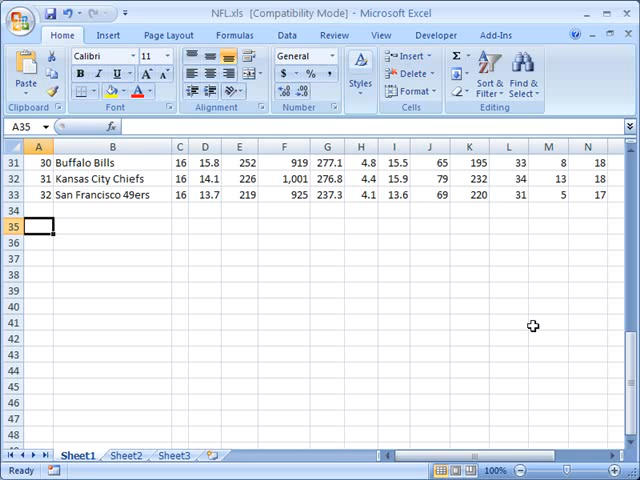 NFL.xls [Compatibility Mode] - Microsoft Excel
Home Insert Page Layout Formulas Data Review View Developer Add-Ins
Paste
Calibri 11
B I U
A A
General
$ % ,
.0 .00 .00 .0
Styles
Insert
Delete
Format
Σ
Sort & Filter
Find & Select
Clipboard Font Alignment Number Cells Editing
A35 fx
A B C D E F G H I J K L M N
31 30 Buffalo Bills 16 15.8 252 919 277.1 4.8 15.5 65 195 33 8 18
32 31 Kansas City Chiefs 16 14.1 226 1,001 276.8 4.4 15.9 79 232 34 13 18
33 32 San Francisco 49ers 16 13.7 219 925 237.3 4.1 13.6 69 220 31 5 17
34
35
36
37
38
39
40
41
42
43
44
45
46
47
48
Sheet1 Sheet2 Sheet3
Ready 100%